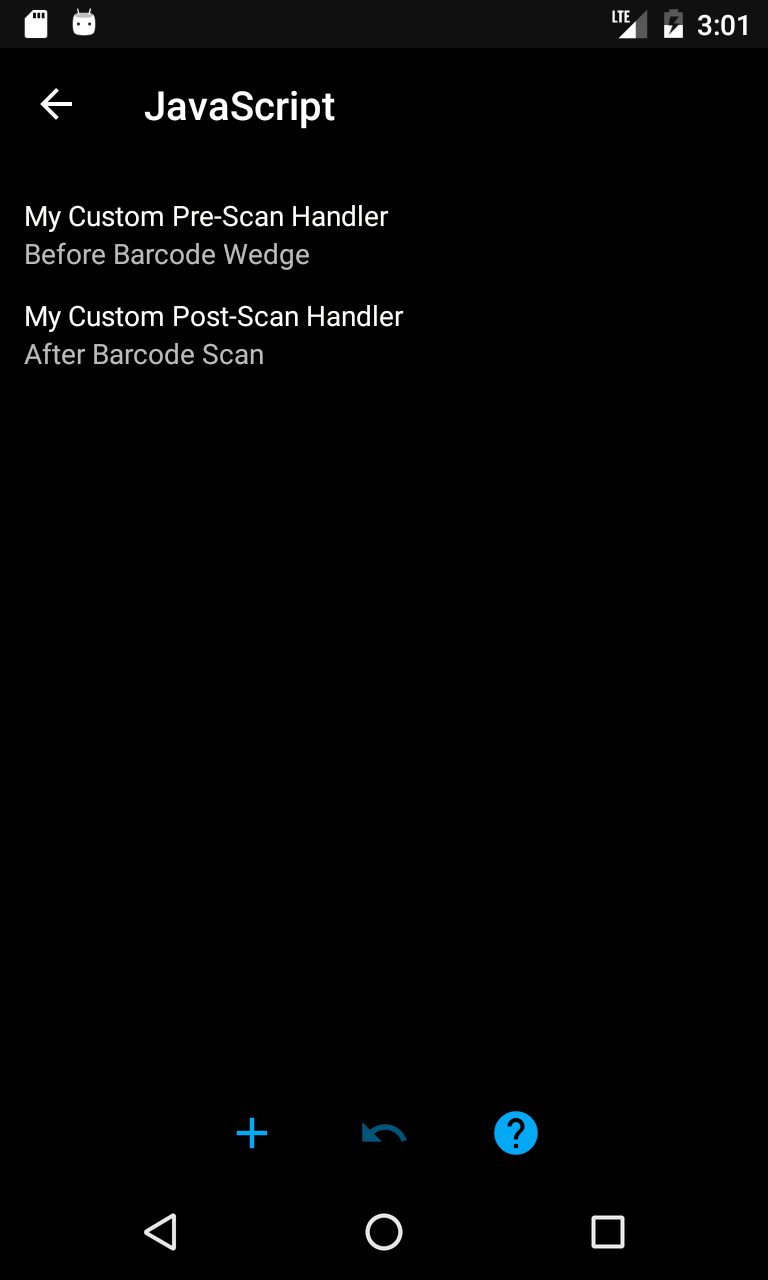 LTE 3:01
JavaScript
My Custom Pre-Scan Handler
Before Barcode Wedge
My Custom Post-Scan Handler
After Barcode Scan
?